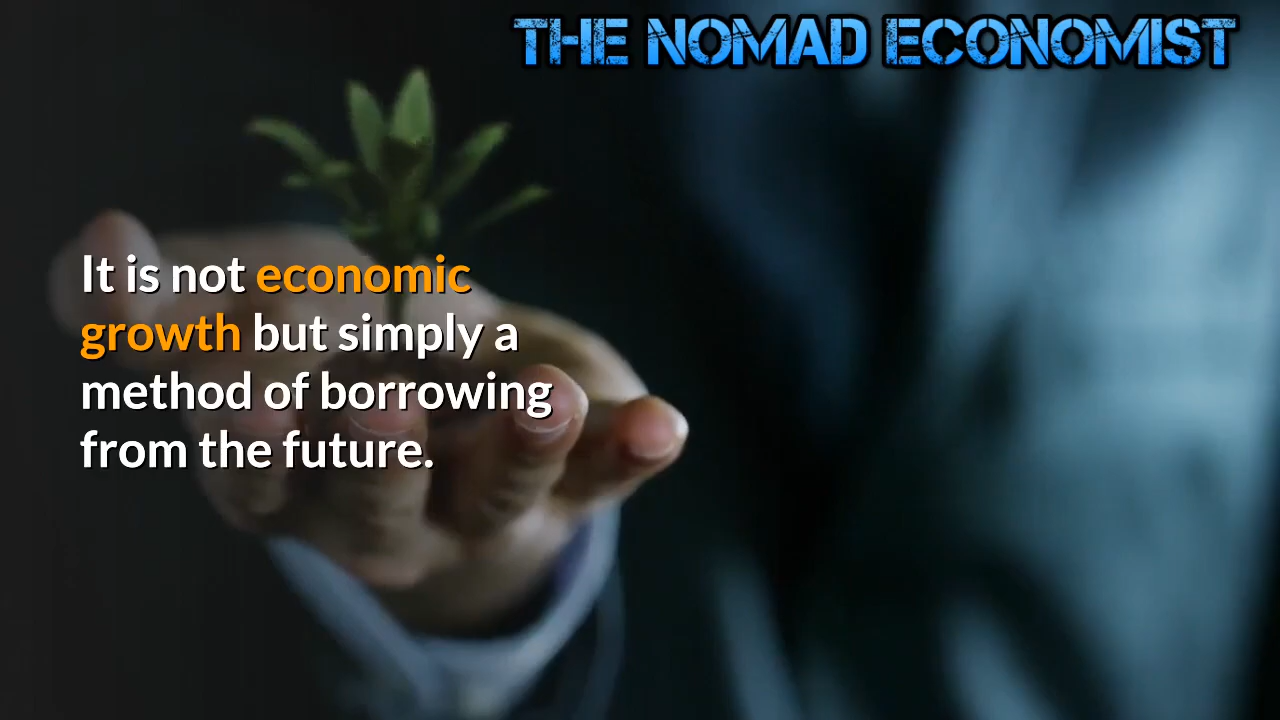 THE NOMAD ECONOMIST
It is not economic
growth but simply a
method of borrowing
from the future.